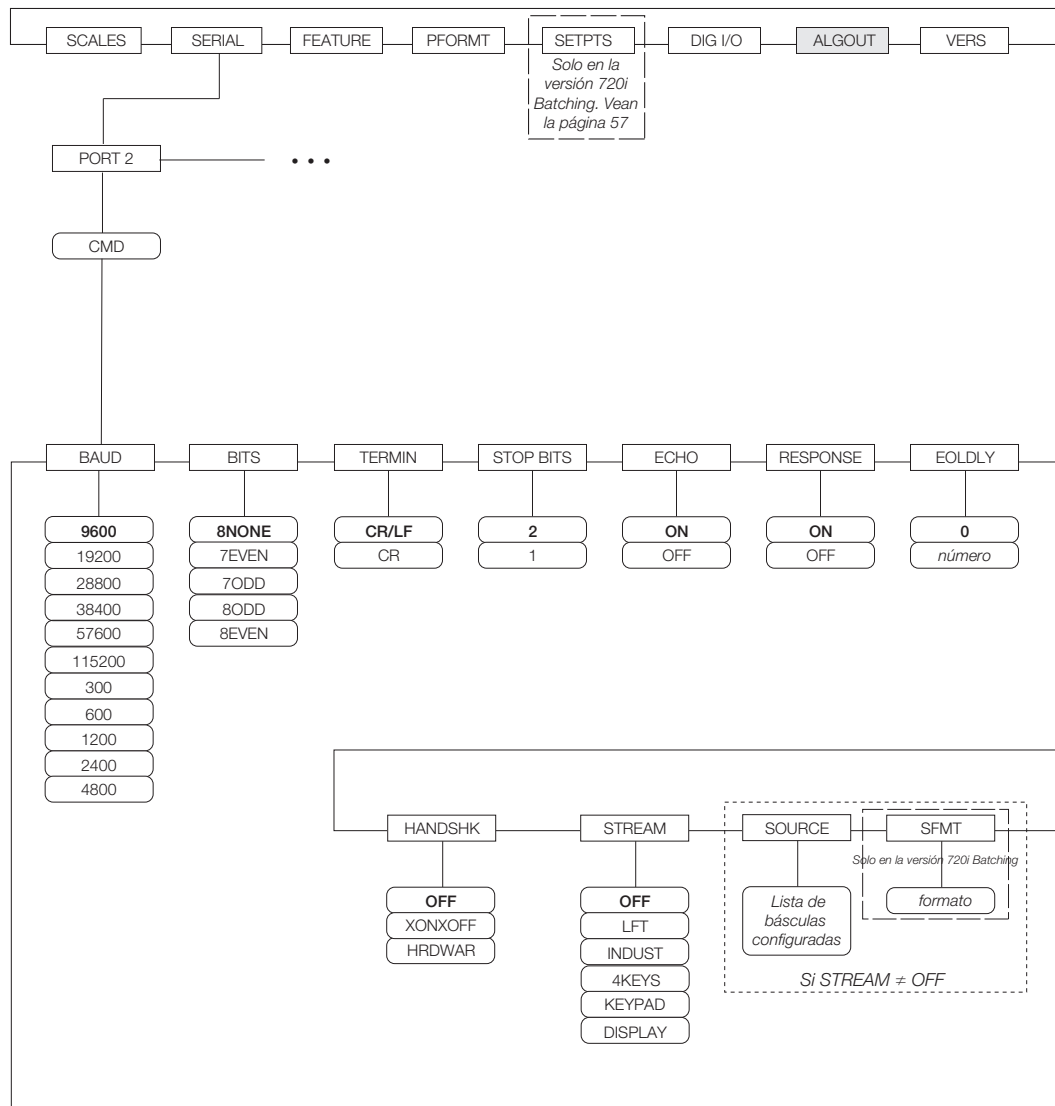 SCALES
SERIAL
FEATURE
PFORMT
SETPTS
DIG I/O
ALGOUT
VERS
Solo en la
versión 720i
Batching. Vean
la página 57
PORT 2
• • •
CMD
BAUD
BITS
TERMIN
STOP BITS
ECHO
RESPONSE
EOLDLY
9600
19200
28800
38400
57600
115200
300
600
1200
2400
4800
8NONE
7EVEN
7ODD
8ODD
8EVEN
CR/LF
CR
2
1
ON
OFF
ON
OFF
0
número
HANDSHK
STREAM
SOURCE
SFMT
Solo en la versión 720i Batching
OFF
XONXOFF
HRDWAR
OFF
LFT
INDUST
4KEYS
KEYPAD
DISPLAY
Lista de
básculas
configuradas
formato
Si STREAM ≠ OFF